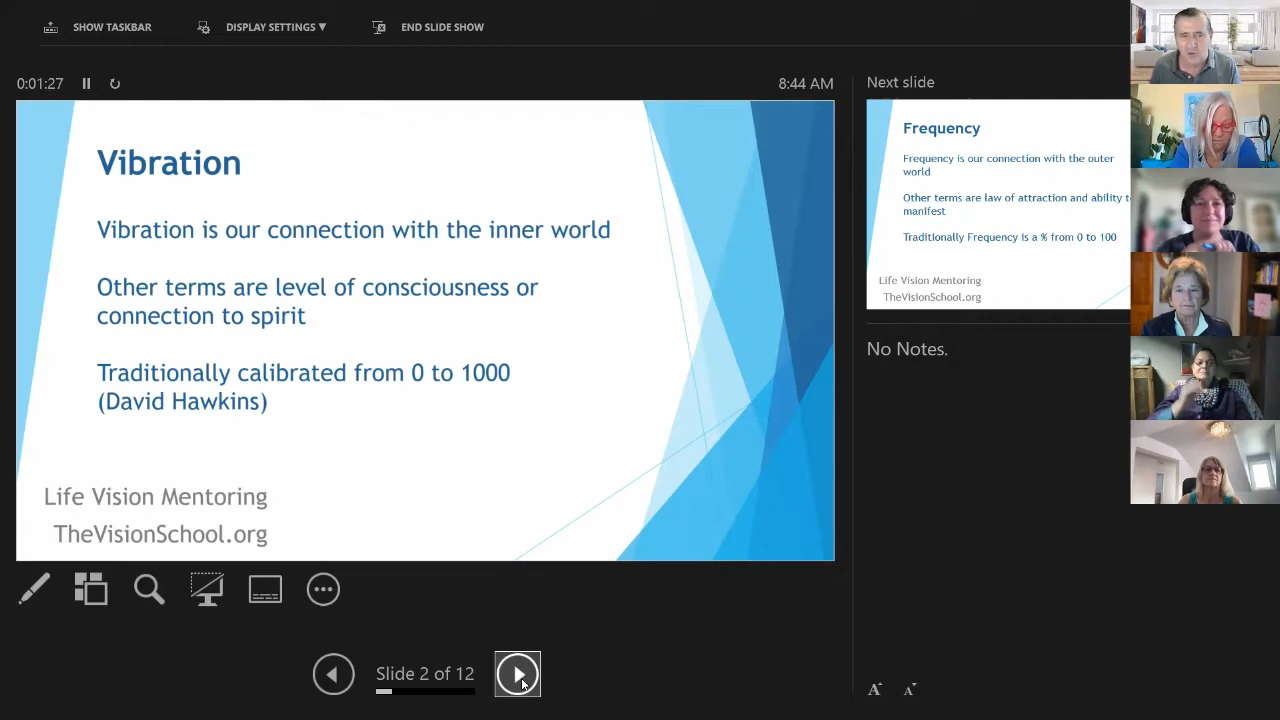 SHOW TASKBAR
DISPLAY SETTINGS ▼
END SLIDE SHOW
0:01:27
8:44 AM
Vibration
Vibration is our connection with the inner world
Other terms are level of consciousness or
connection to spirit
Traditionally calibrated from 0 to 1000
(David Hawkins)
Life Vision Mentoring
TheVisionSchool.org
Slide 2 of 12
Next slide
Frequency
Frequency is our connection with the outer
world
Other terms are law of attraction and ability
manifest
Traditionally Frequency is a % from 0 to 100
Life Vision Mentoring
TheVisionSchool.org
No Notes.
A A